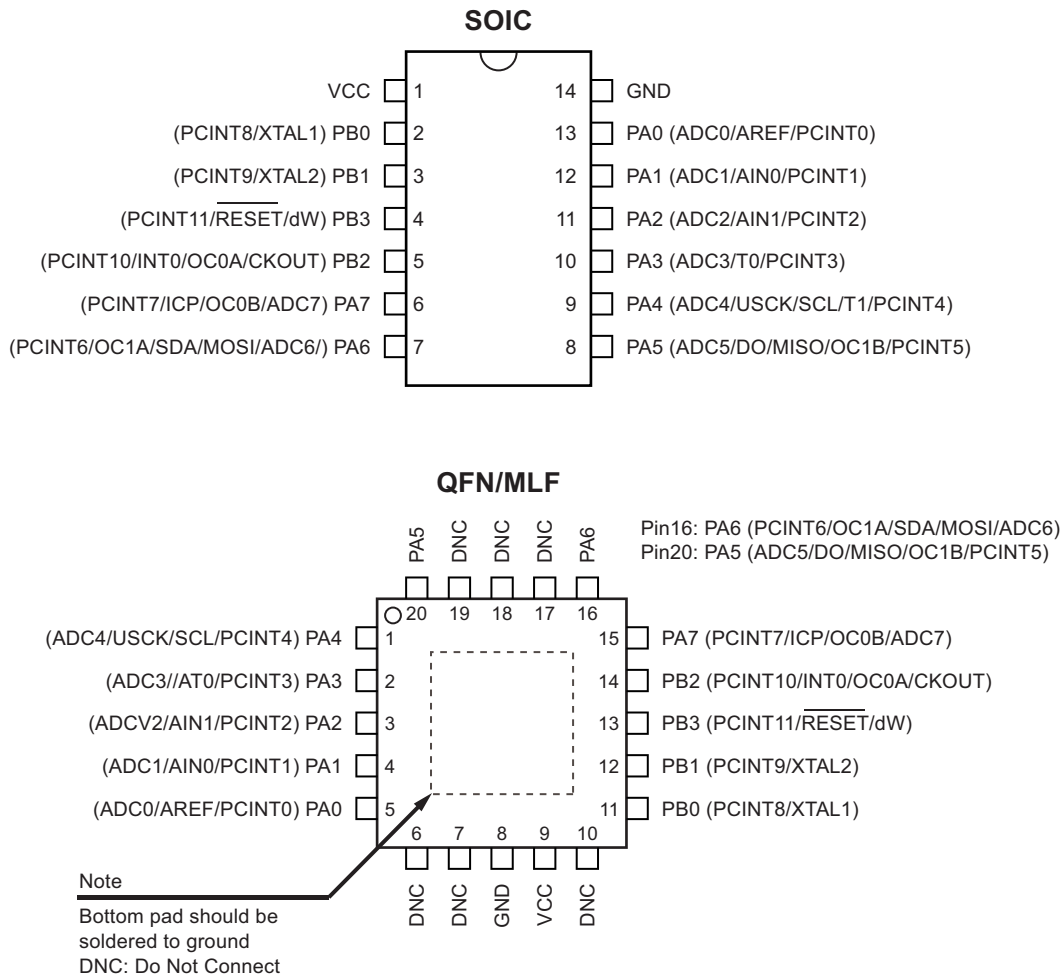 SOIC
VCC 1 14 GND
(PCINT8/XTAL1) PB0 2 13 PA0 (ADC0/AREF/PCINT0)
(PCINT9/XTAL2) PB1 3 12 PA1 (ADC1/AIN0/PCINT1)
(PCINT11/RESET/dW) PB3 4 11 PA2 (ADC2/AIN1/PCINT2)
(PCINT10/INT0/OC0A/CKOUT) PB2 5 10 PA3 (ADC3/T0/PCINT3)
(PCINT7/ICP/OC0B/ADC7) PA7 6 9 PA4 (ADC4/USCK/SCL/T1/PCINT4)
(PCINT6/OC1A/SDA/MOSI/ADC6/) PA6 7 8 PA5 (ADC5/DO/MISO/OC1B/PCINT5)
QFN/MLF
PA5 DNC DNC DNC PA6
Pin16: PA6 (PCINT6/OC1A/SDA/MOSI/ADC6)
Pin20: PA5 (ADC5/DO/MISO/OC1B/PCINT5)
20 19 18 17 16
(ADC4/USCK/SCL/PCINT4) PA4 1 15 PA7 (PCINT7/ICP/OC0B/ADC7)
(ADC3//AT0/PCINT3) PA3 2 14 PB2 (PCINT10/INT0/OC0A/CKOUT)
(ADCV2/AIN1/PCINT2) PA2 3 13 PB3 (PCINT11/RESET/dW)
(ADC1/AIN0/PCINT1) PA1 4 12 PB1 (PCINT9/XTAL2)
(ADC0/AREF/PCINT0) PA0 5 11 PB0 (PCINT8/XTAL1)
6 7 8 9 10
DNC DNC GND VCC DNC
Note
Bottom pad should be
soldered to ground
DNC: Do Not Connect